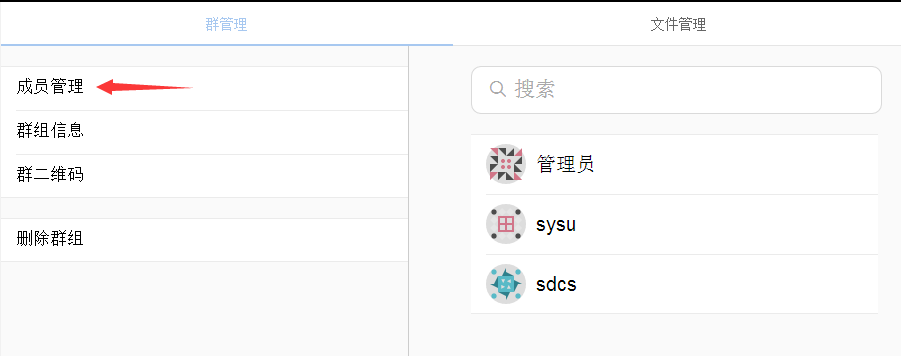 群管理
文件管理
成员管理
群组信息
群二维码
删除群组
搜索
管理员
sysu
sdcs